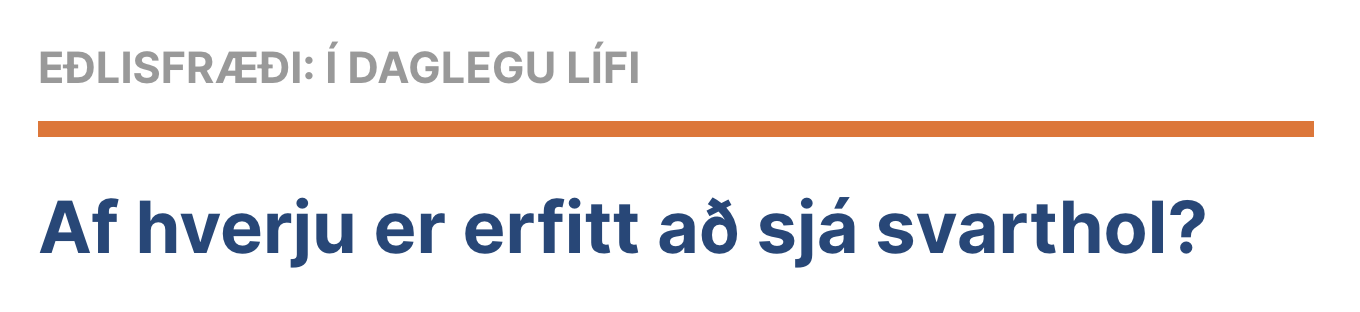 EÐLISFRÆÐI: Í DAGLEGU LÍFI
Af hverju er erfitt að sjá svarthol?